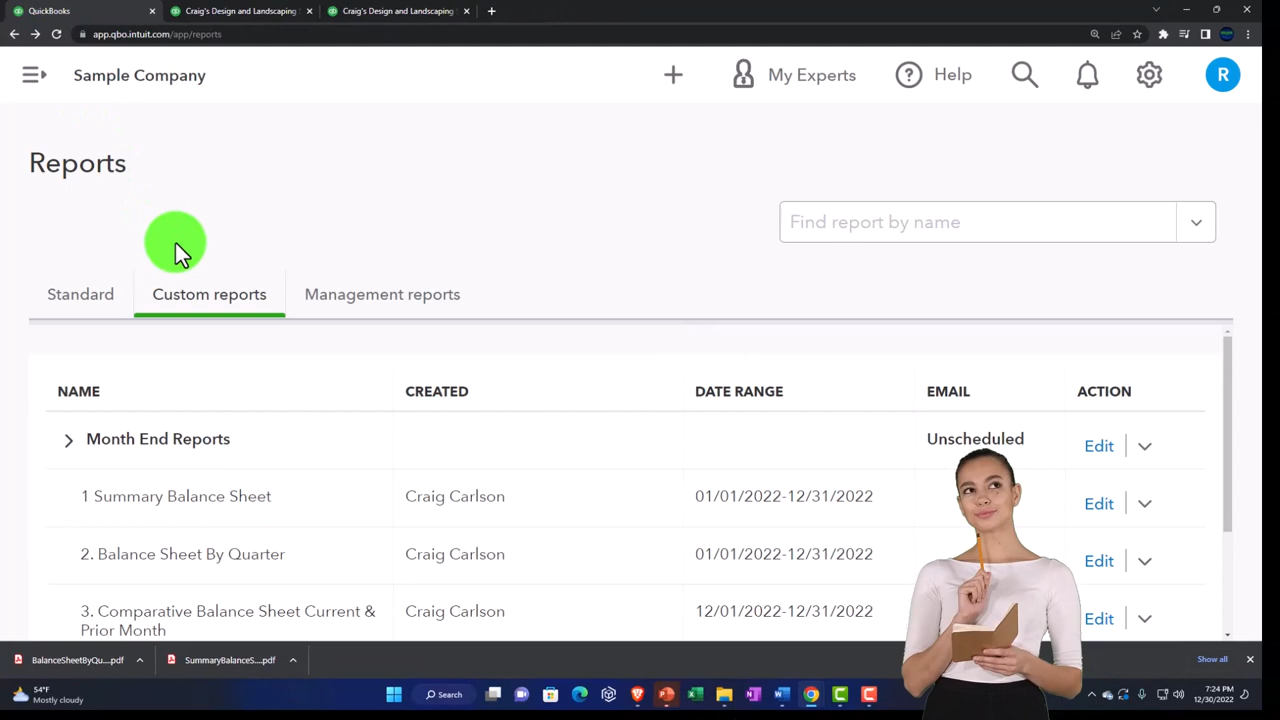 QuickBooks
Craig's Design and Landscaping
Craig's Design and Landscaping
app.qbo.intuit.com/app/reports
Sample Company
My Experts
Help
R
Reports
Find report by name
Standard
Custom reports
Management reports
NAME CREATED DATE RANGE EMAIL ACTION
Month End Reports Unscheduled Edit
1 Summary Balance Sheet Craig Carlson 01/01/2022-12/31/2022 Edit
2. Balance Sheet By Quarter Craig Carlson 01/01/2022-12/31/2022 Edit
3. Comparative Balance Sheet Current & Craig Carlson 12/01/2022-12/31/2022 Edit
Prior Month
BalanceSheetByQu....pdf
SummaryBalanceS....pdf
Show all
54°F
Mostly cloudy
Search
7:24 PM
12/30/2022